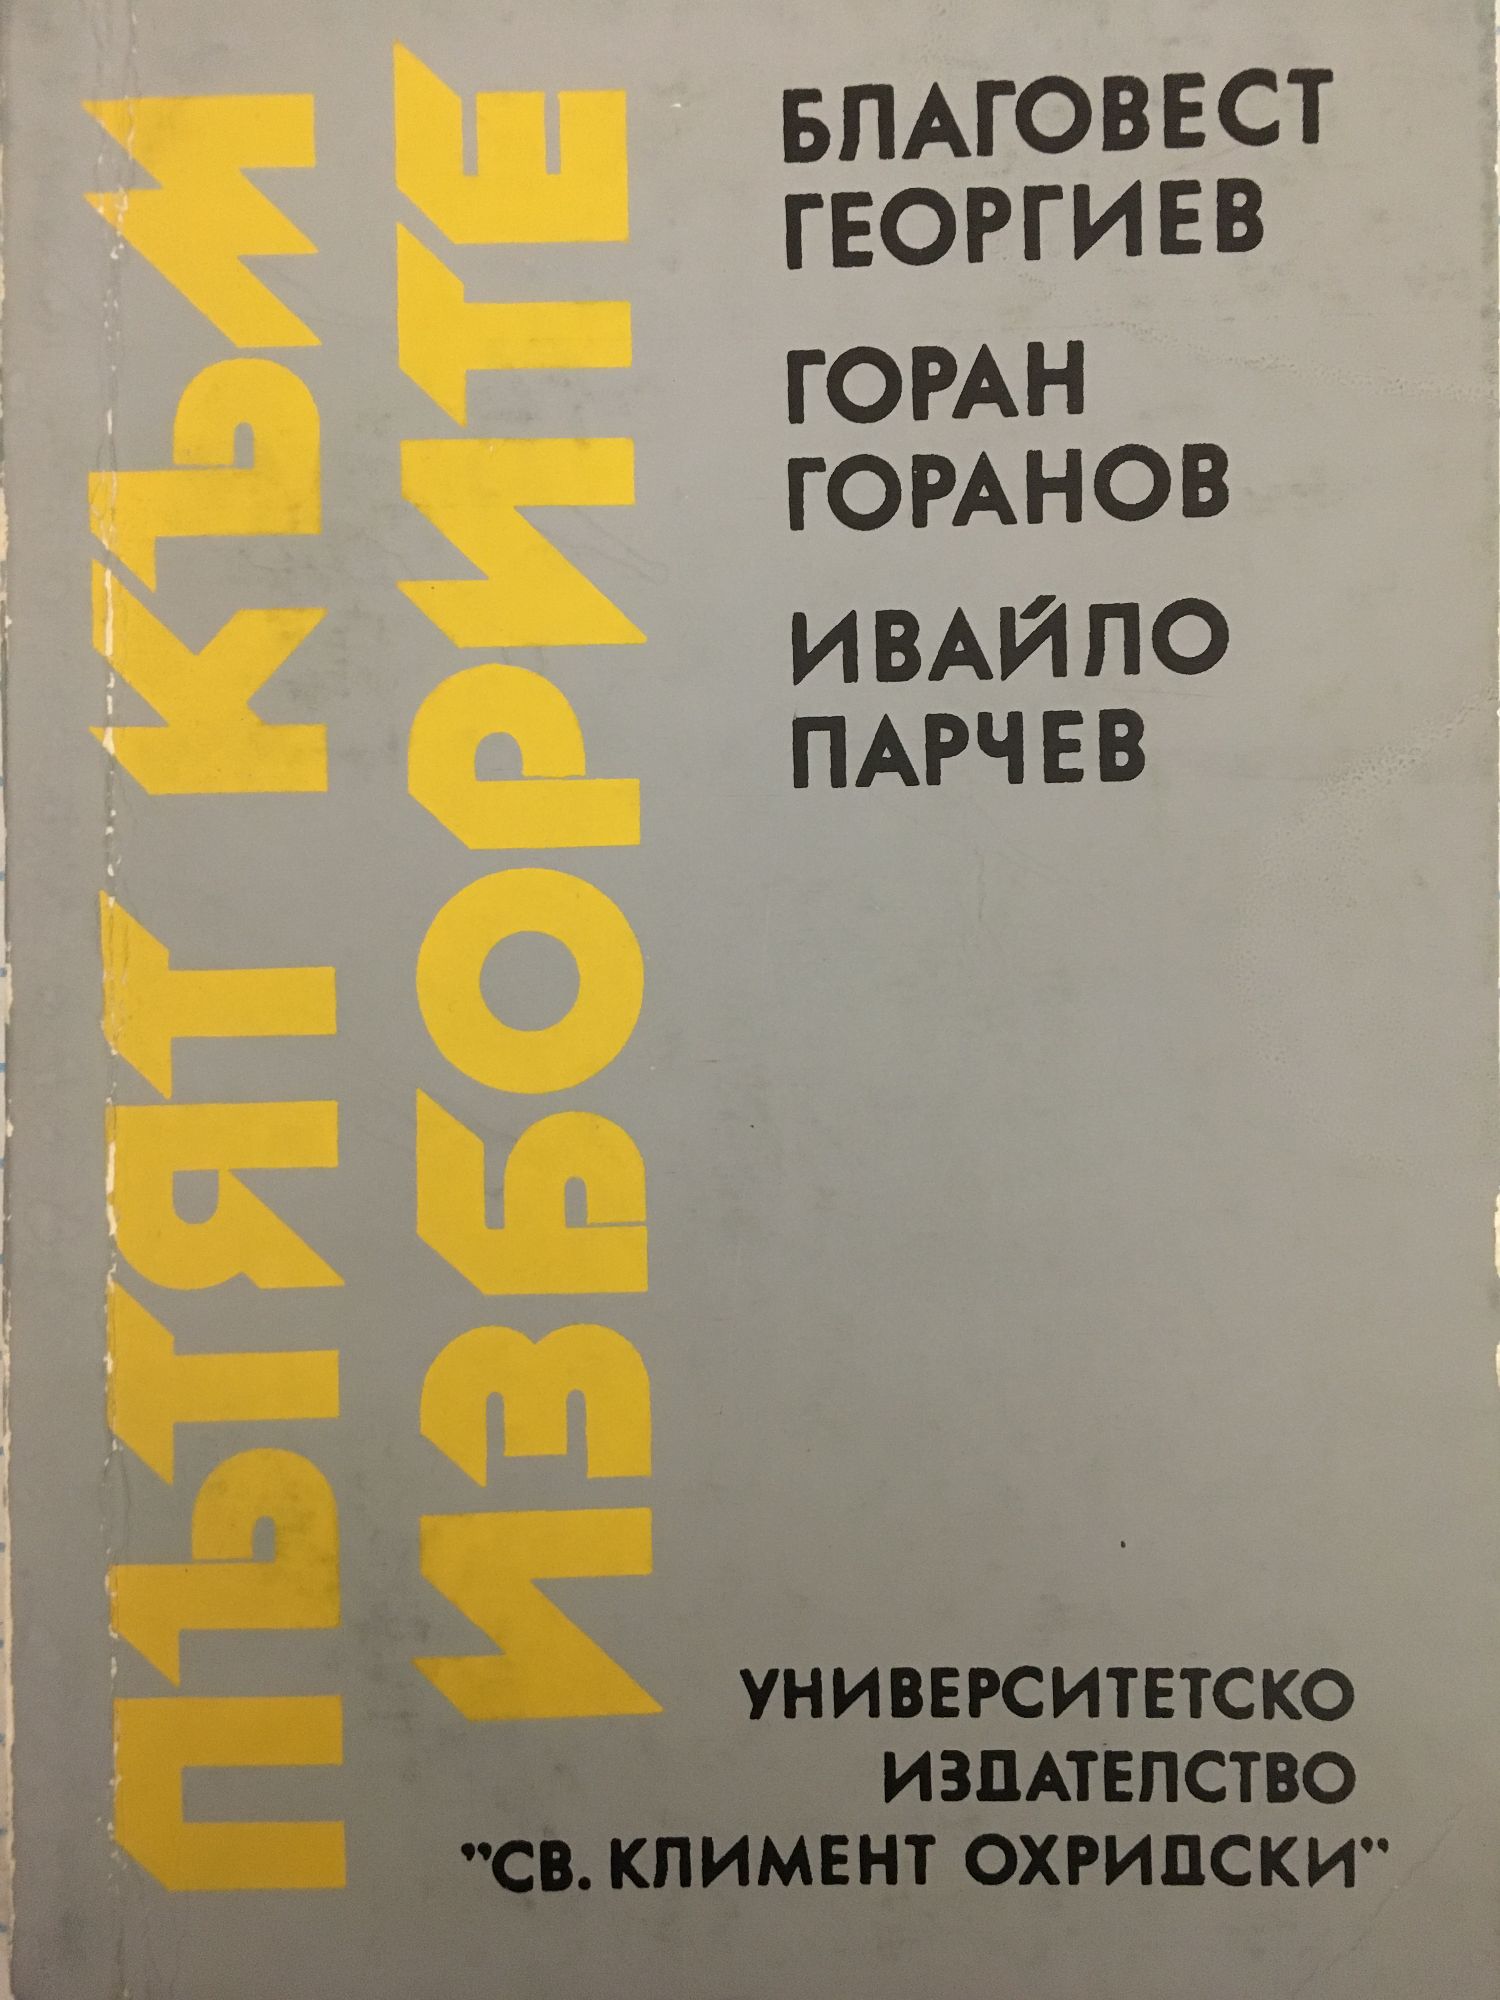 ПЪТЯТ КЪМ
ИЗБОРИТЕ
БЛАГОВЕСТ
ГЕОРГИЕВ
ГОРАН
ГОРАНОВ
ИВАЙЛО
ПАРЧЕВ
УНИВЕРСИТЕТСКО
ИЗДАТЕЛСТВО
"СВ. КЛИМЕНТ ОХРИДСКИ"